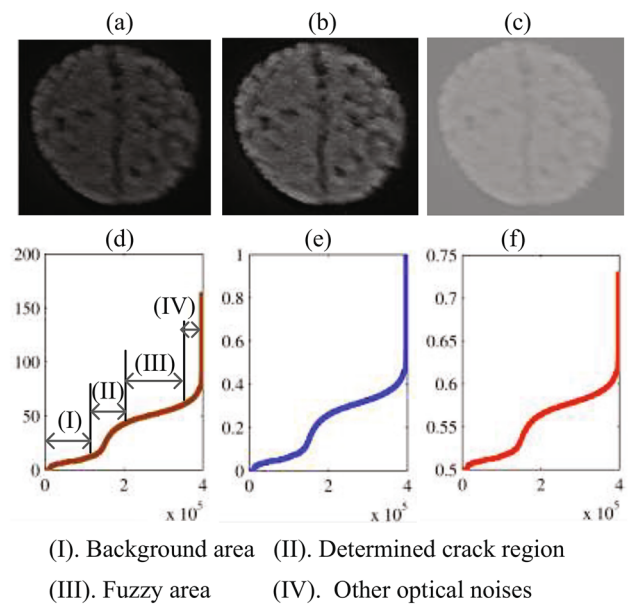 (a) (b) (c)
(d) (e) (f)
200
150
100
50
0
(I)
(II)
(III)
(IV)
0 2 4
x 10^5
1
0.8
0.6
0.4
0.2
0
0 2 4
x 10^5
0.75
0.7
0.65
0.6
0.55
0.5
0 2 4
x 10^5
(I). Background area (II). Determined crack region
(III). Fuzzy area (IV). Other optical noises